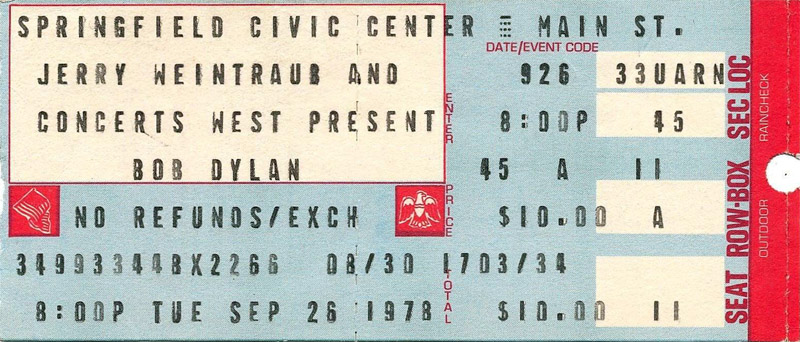 SPRINGFIELD CIVIC CENTER MAIN ST.
DATE/EVENT CODE
JERRY WEINTRAUB AND 926 33UARN
CONCERTS WEST PRESENT 8:00P 45
BOB DYLAN 45 A 11
NO REFUNDS/EXCH $10.00 A
349933448X2266 08/30 1703/34
8:00P TUE SEP 26 1978 $10.00 11
ENTER
PRICE
TOTAL
SEC LOC
ROW-BOX
SEAT
RAINCHECK
OUTDOOR